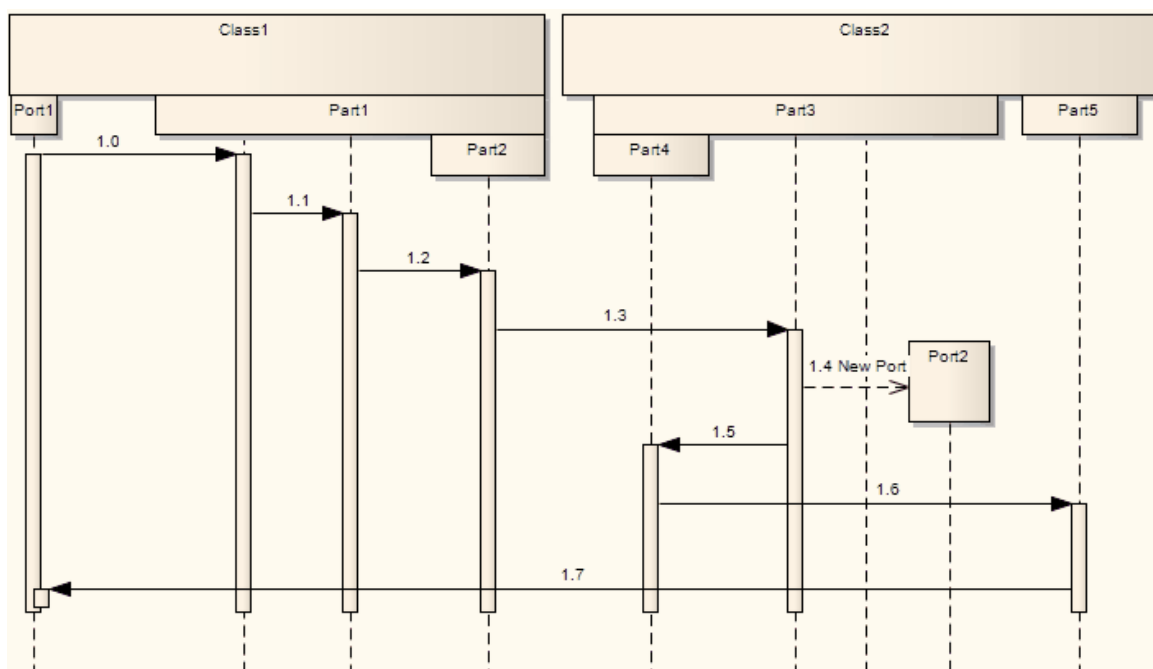 Class1
Class2
Port1
Part1
Part3
Part5
Part2
Part4
1.0
1.1
1.2
1.3
Port2
1.4 New Port
1.5
1.6
1.7